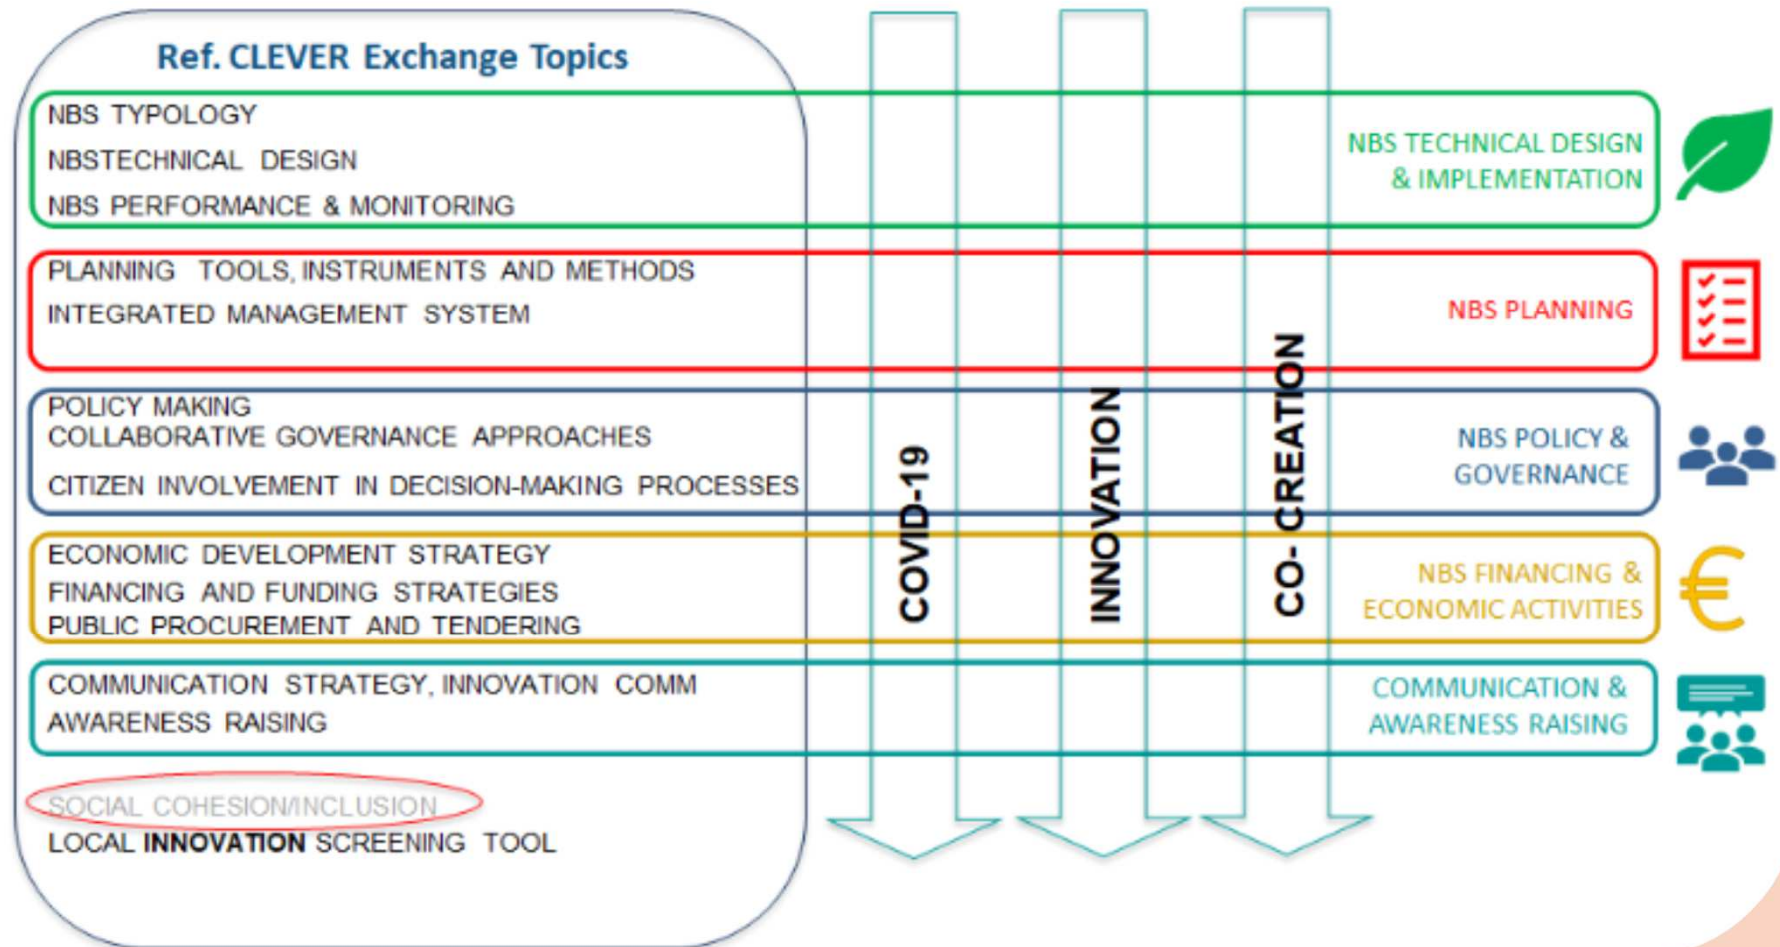 Ref. CLEVER Exchange Topics
NBS TYPOLOGY
NBSTECHNICAL DESIGN
NBS PERFORMANCE & MONITORING
NBS TECHNICAL DESIGN
& IMPLEMENTATION
PLANNING TOOLS, INSTRUMENTS AND METHODS
INTEGRATED MANAGEMENT SYSTEM
NBS PLANNING
POLICY MAKING
COLLABORATIVE GOVERNANCE APPROACHES
CITIZEN INVOLVEMENT IN DECISION-MAKING PROCESSES
NBS POLICY &
GOVERNANCE
ECONOMIC DEVELOPMENT STRATEGY
FINANCING AND FUNDING STRATEGIES
PUBLIC PROCUREMENT AND TENDERING
NBS FINANCING &
ECONOMIC ACTIVITIES
€
COMMUNICATION STRATEGY, INNOVATION COMM
AWARENESS RAISING
COMMUNICATION &
AWARENESS RAISING
SOCIAL COHESION/INCLUSION
LOCAL INNOVATION SCREENING TOOL
COVID-19
INNOVATION
CO- CREATION